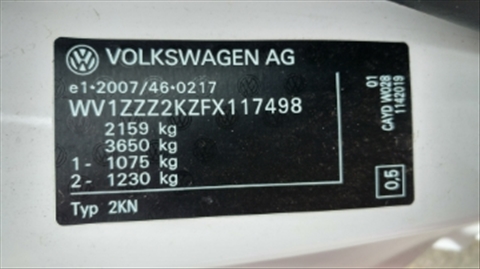 VOLKSWAGEN AG
e1*2007/46*0217
WV1ZZZ2KZFX117498
2159 kg
3650 kg
1- 1075 kg
2- 1230 kg
Typ 2KN
01
CAYD W028
1142019
0,5